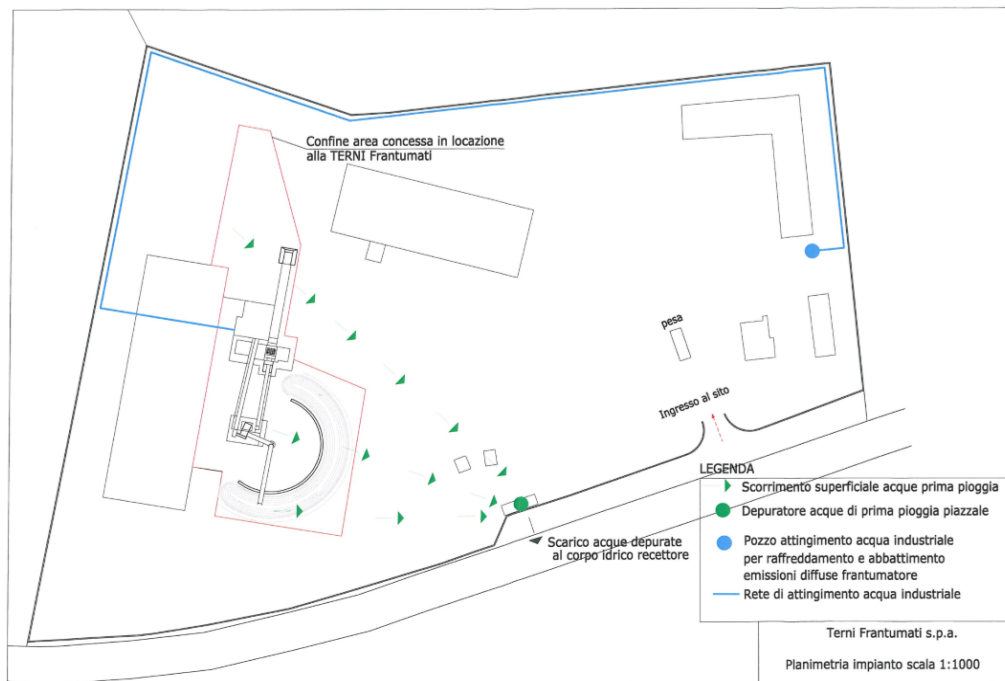 Confine area concessa in locazione
alla TERNI Frantumati
pesa
Ingresso al sito
Scarico acque depurate
al corpo idrico recettore
LEGENDA
Scorrimento superficiale acque prima pioggia
Depuratore acque di prima pioggia piazzale
Pozzo attingimento acqua industriale
per raffreddamento e abbattimento
emissioni diffuse frantumatore
Rete di attingimento acqua industriale
Terni Frantumati s.p.a.
Planimetria impianto scala 1:1000